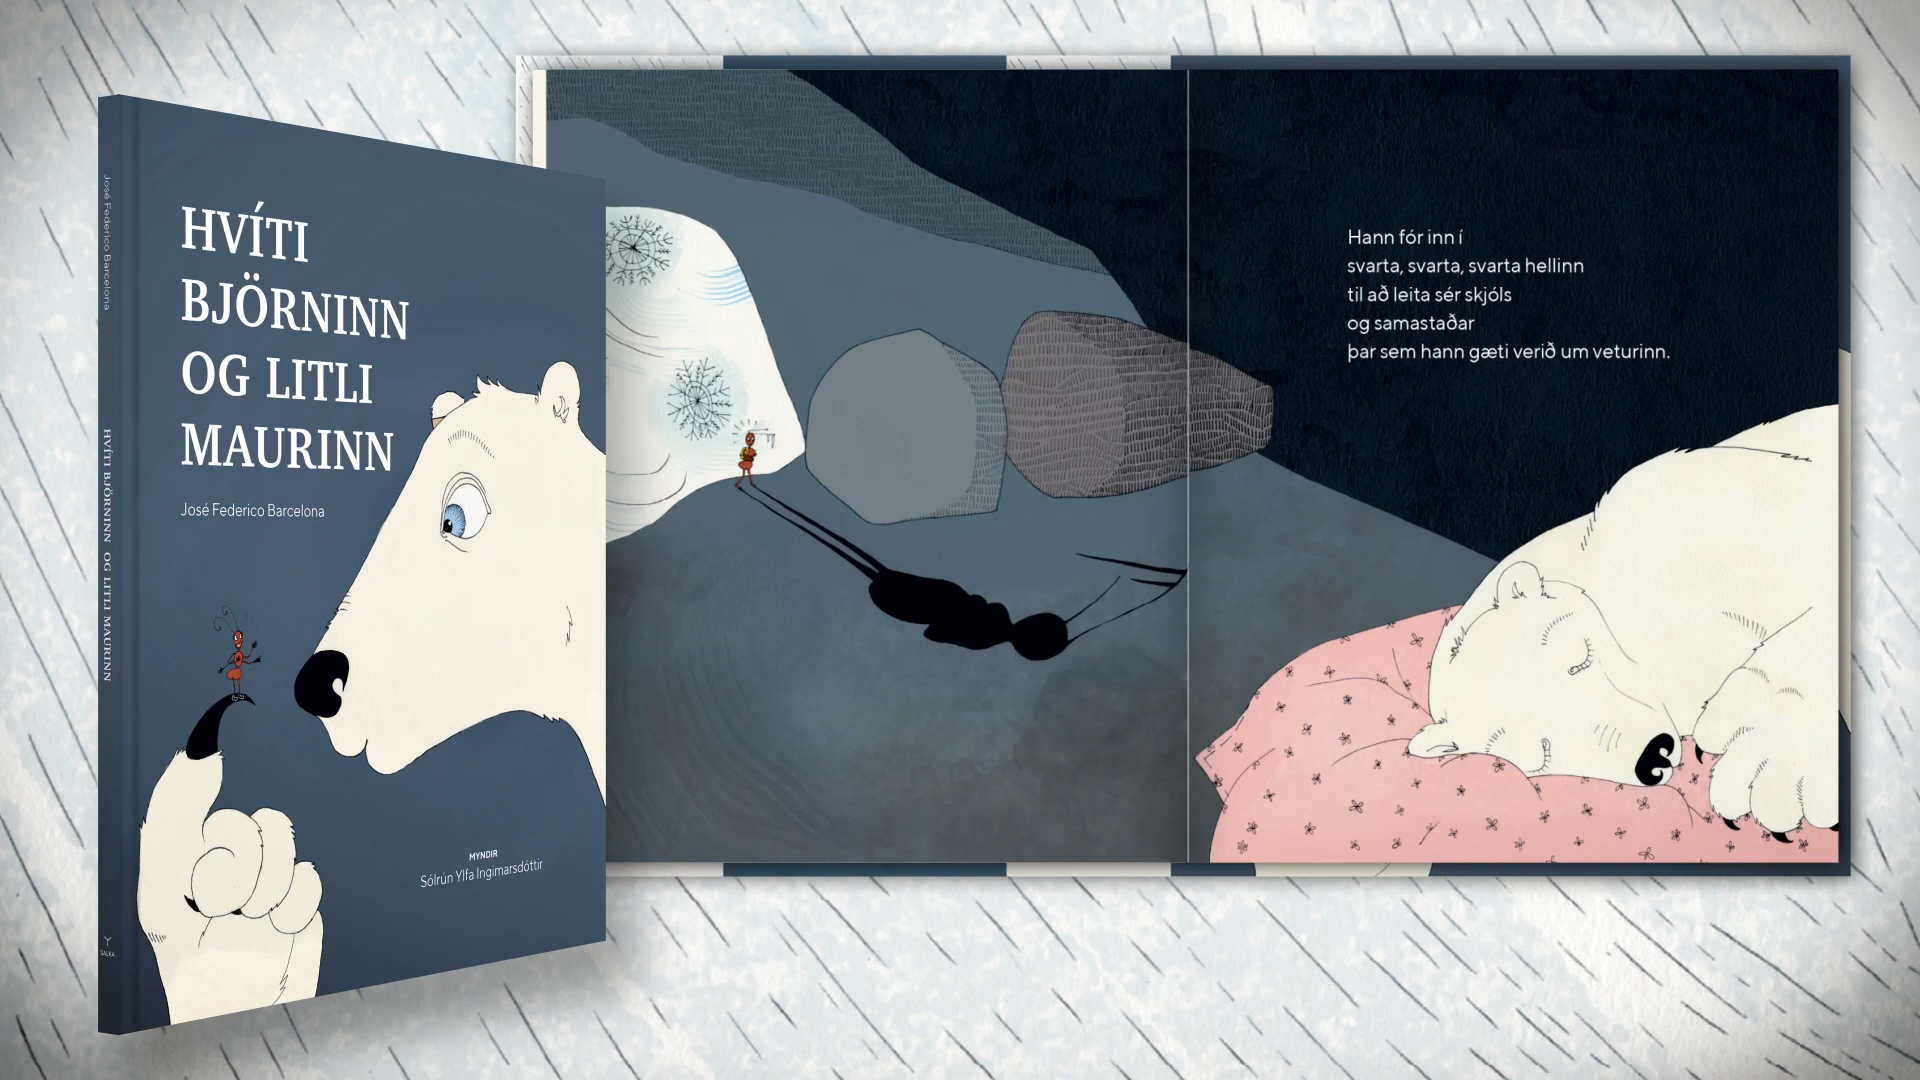 José Federico Barcelona
HVÍTI BJÖRNINN OG LITLI MAURINN
SALKA
HVÍTI
BJÖRNINN
OG LITLI
MAURINN
José Federico Barcelona
MYNDIR
Sólrún Ylfa Ingimarsdóttir
Hann fór inn í
svarta, svarta, svarta hellinn
til að leita sér skjóls
og samastaðar
þar sem hann gæti verið um veturinn.